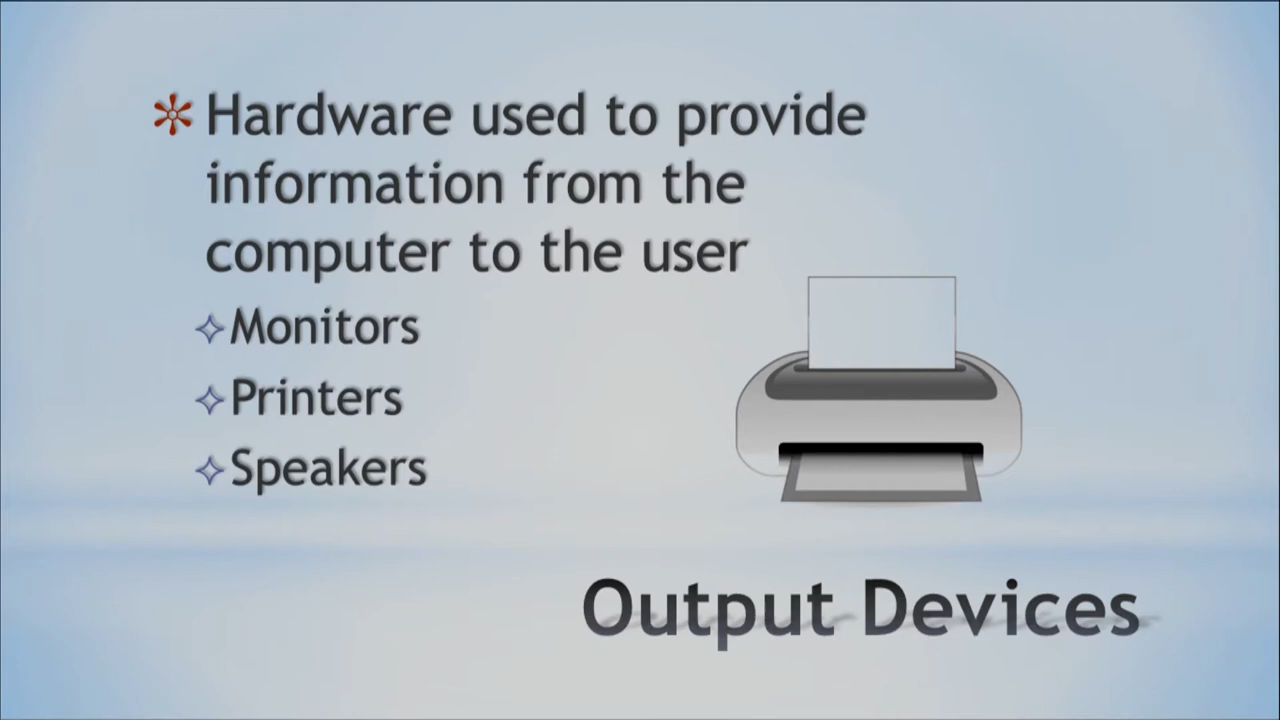 Hardware used to provide
information from the
computer to the user
Monitors
Printers
Speakers
Output Devices